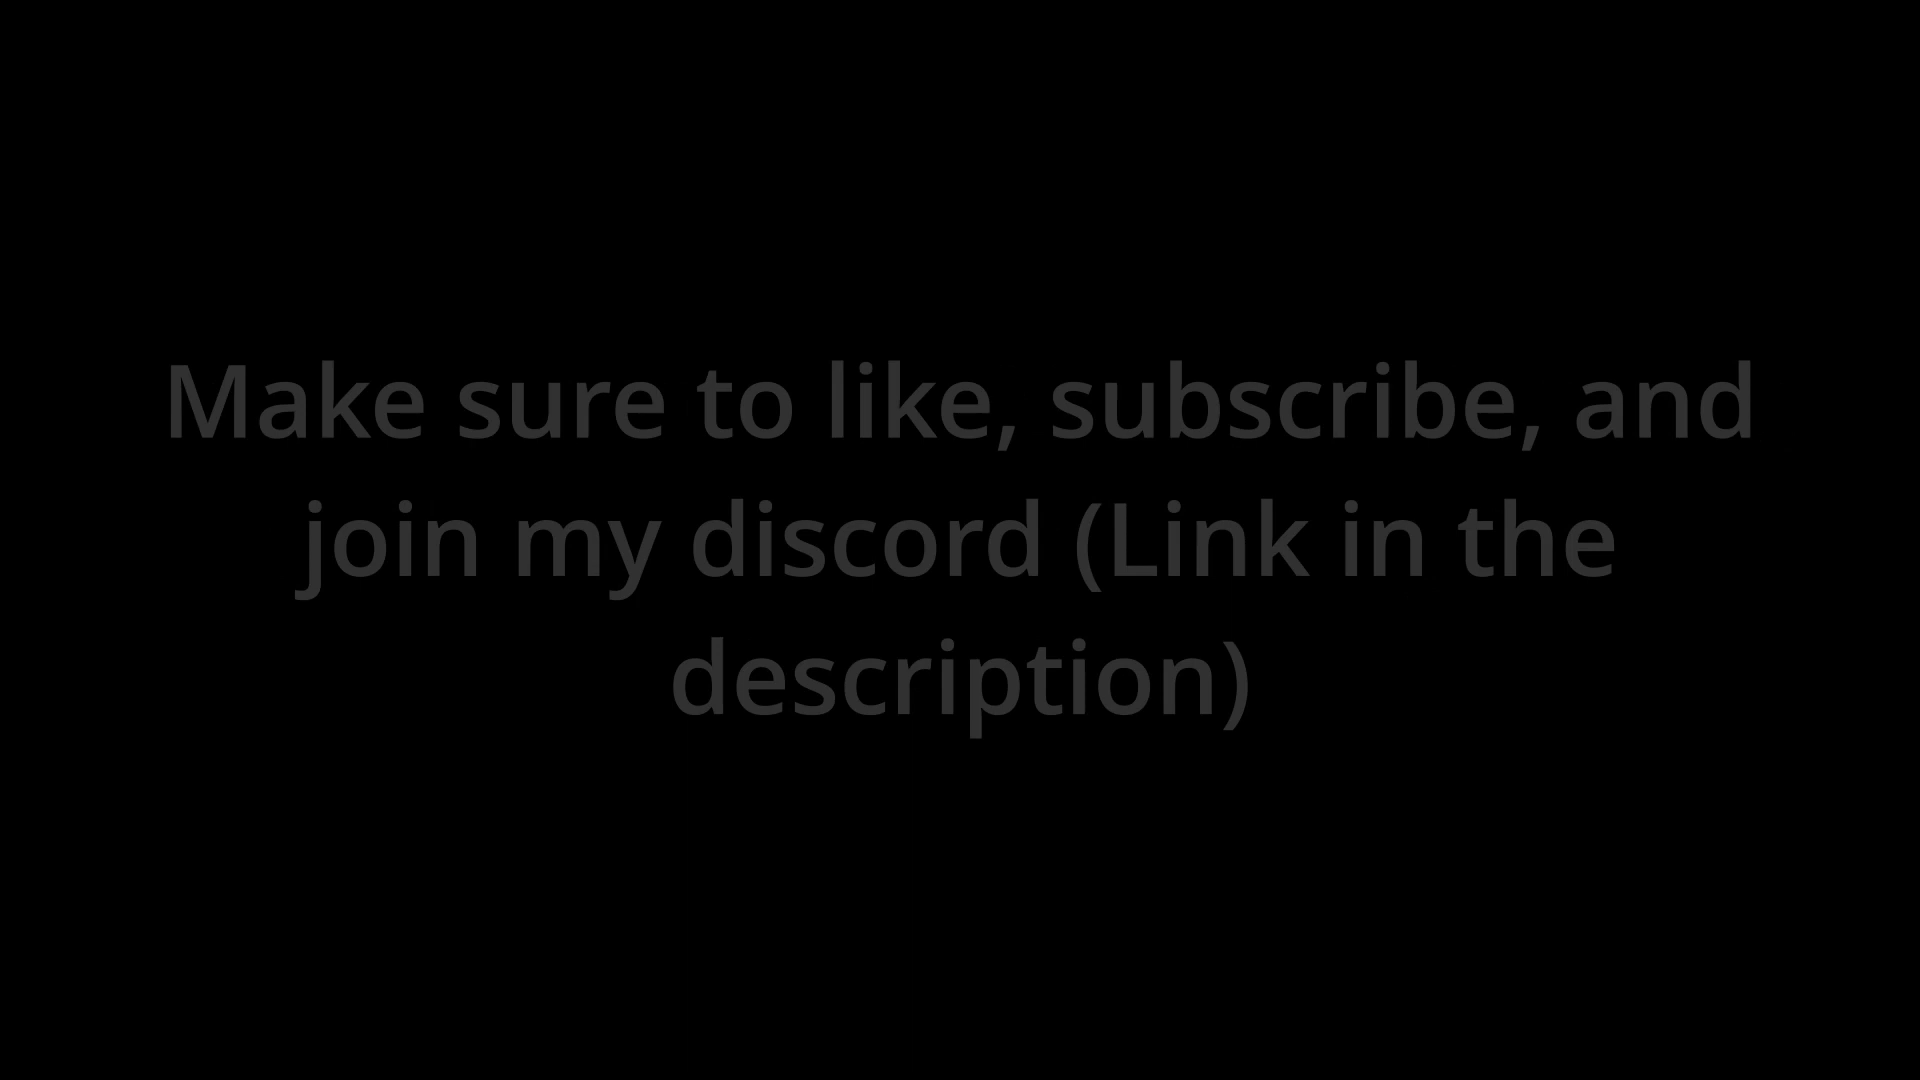 Make sure to like, subscribe, and
join my discord (Link in the
description)